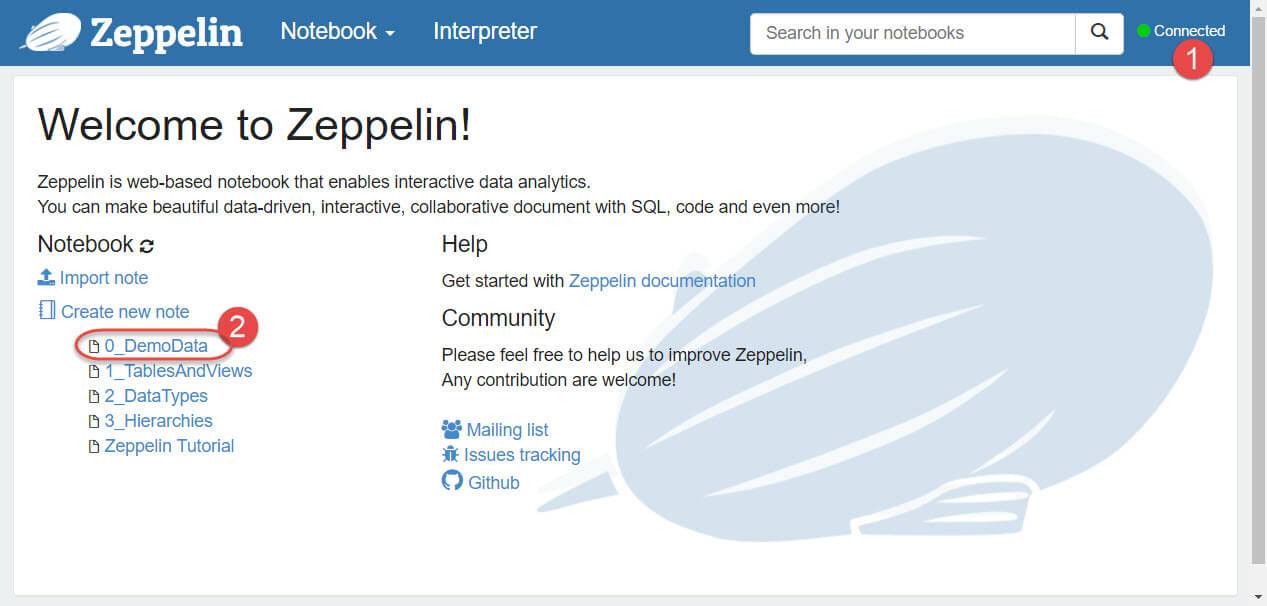 Zeppelin Notebook Interpreter Search in your notebooks Connected
1
Welcome to Zeppelin!
Zeppelin is web-based notebook that enables interactive data analytics.
You can make beautiful data-driven, interactive, collaborative document with SQL, code and even more!
Notebook
Import note
Create new note
2
0_DemoData
1_TablesAndViews
2_DataTypes
3_Hierarchies
Zeppelin Tutorial
Help
Get started with Zeppelin documentation
Community
Please feel free to help us to improve Zeppelin,
Any contribution are welcome!
Mailing list
Issues tracking
Github